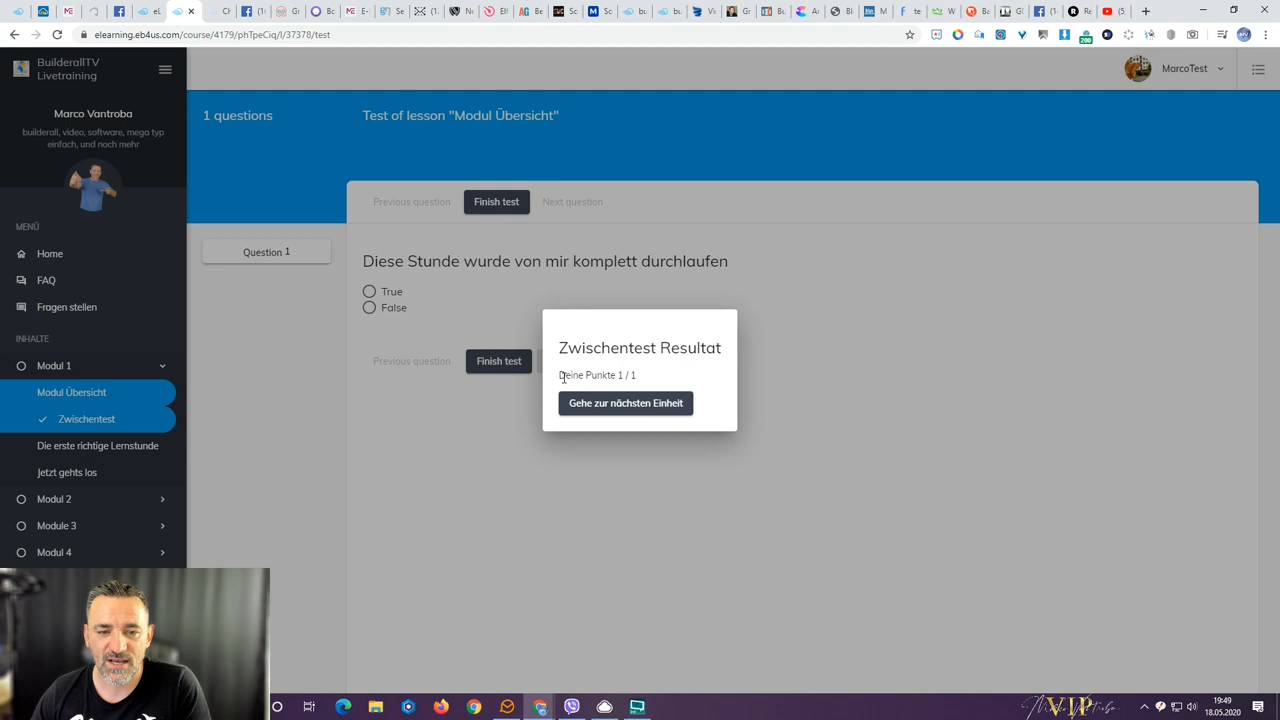 elearning.eb4us.com/course/4179/phTpeCiq/l/37378/test
BuilderallTV
Livetraining
MarcoTest
Marco Vantroba
builderall, video, software, mega typ
einfach, und noch mehr
MENÜ
Home
FAQ
Fragen stellen
INHALTE
Modul 1
Modul Übersicht
Zwischentest
Die erste richtige Lernstunde
Jetzt gehts los
Modul 2
Module 3
Modul 4
1 questions
Test of lesson "Modul Übersicht"
Previous question
Finish test
Next question
Question 1
Diese Stunde wurde von mir komplett durchlaufen
True
False
Previous question
Finish test
Zwischentest Resultat
Deine Punkte 1 / 1
Gehe zur nächsten Einheit
200
MV
VIP
19:49
18.05.2020